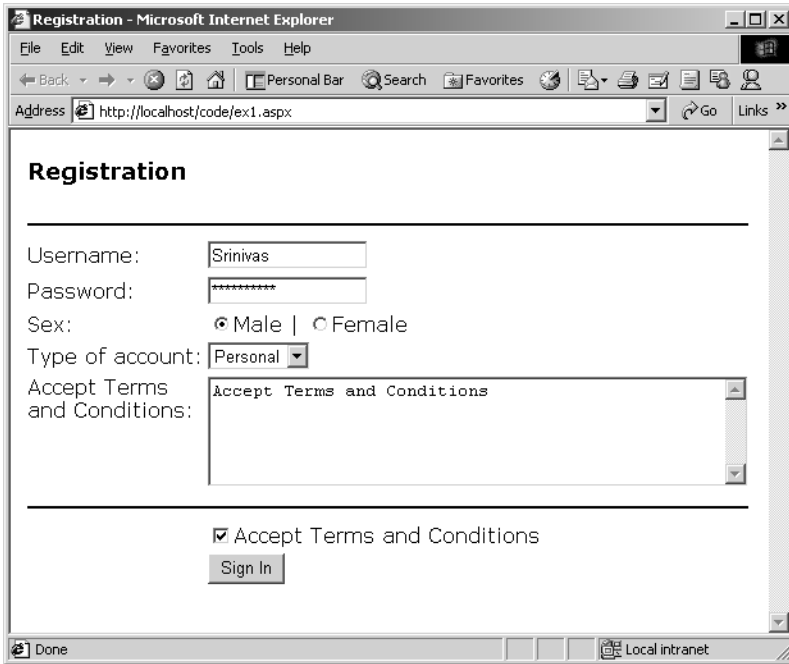 Registration - Microsoft Internet Explorer
File Edit View Favorites Tools Help
Back Personal Bar Search Favorites
Address http://localhost/code/ex1.aspx Go Links »
Registration
Username: Srinivas
Password: **********
Sex: Male | Female
Type of account: Personal
Accept Terms and Conditions: Accept Terms and Conditions
Accept Terms and Conditions
Sign In
Done Local intranet